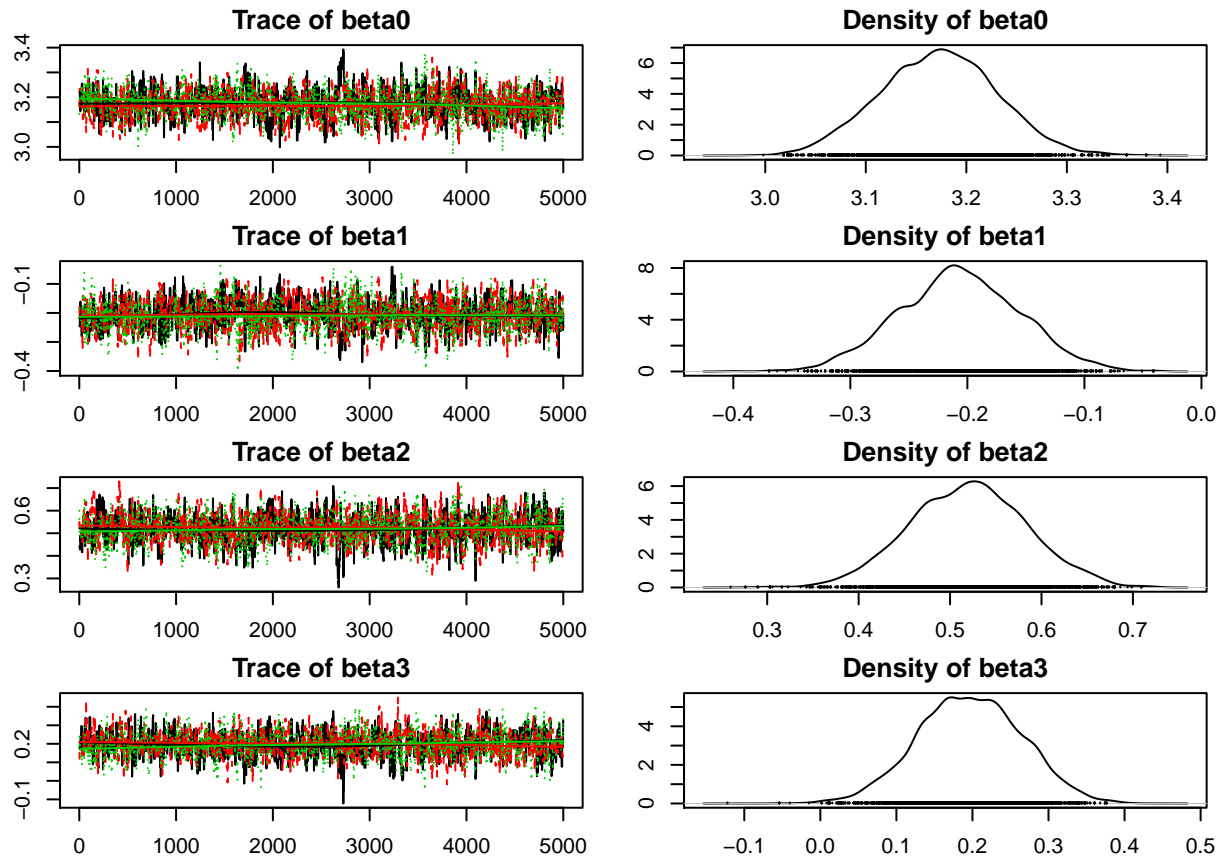 Trace of beta0
3.0 3.2 3.4
0 1000 2000 3000 4000 5000
Density of beta0
0 2 4 6
3.0 3.1 3.2 3.3 3.4
Trace of beta1
−0.4 −0.1
0 1000 2000 3000 4000 5000
Density of beta1
0 4 8
−0.4 −0.3 −0.2 −0.1 0.0
Trace of beta2
0.3 0.6
0 1000 2000 3000 4000 5000
Density of beta2
0 2 4 6
0.3 0.4 0.5 0.6 0.7
Trace of beta3
−0.1 0.2
0 1000 2000 3000 4000 5000
Density of beta3
0 2 4
−0.1 0.0 0.1 0.2 0.3 0.4 0.5